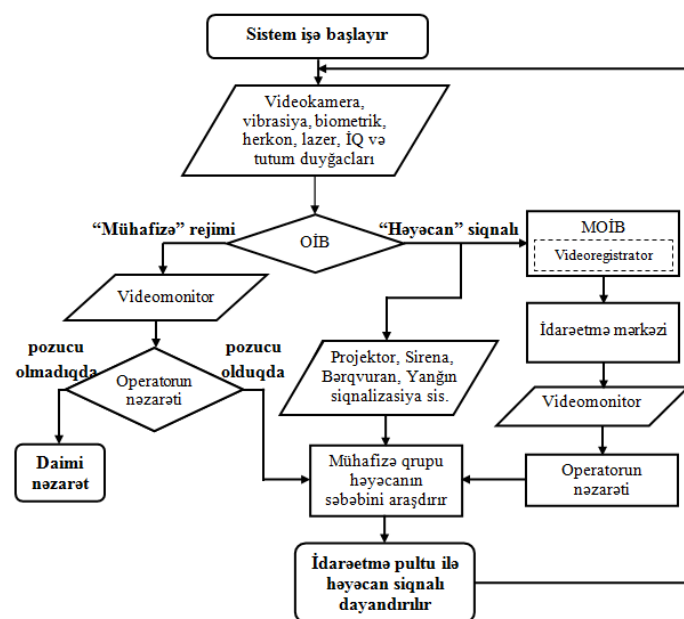 Sistem işə başlayır
Videokamera,
vibrasiya, biometrik,
herkon, lazer, İQ və
tutum duyğacları
“Mühafizə” rejimi
OİB
“Həyəcan” siqnalı
MOİB
Videoregistrator
Videomonitor
İdarəetmə mərkəzi
pozucu
olmadıqda
Operatorun
nəzarəti
pozucu
olduqda
Projektor, Sirena,
Bərqvuran, Yanğın
siqnalizasiya sis.
Videomonitor
Daimi
nəzarət
Mühafizə qrupu
həyəcanın
səbəbini araşdırır
Operatorun
nəzarəti
İdarəetmə pultu ilə
həyəcan siqnalı
dayandırılır